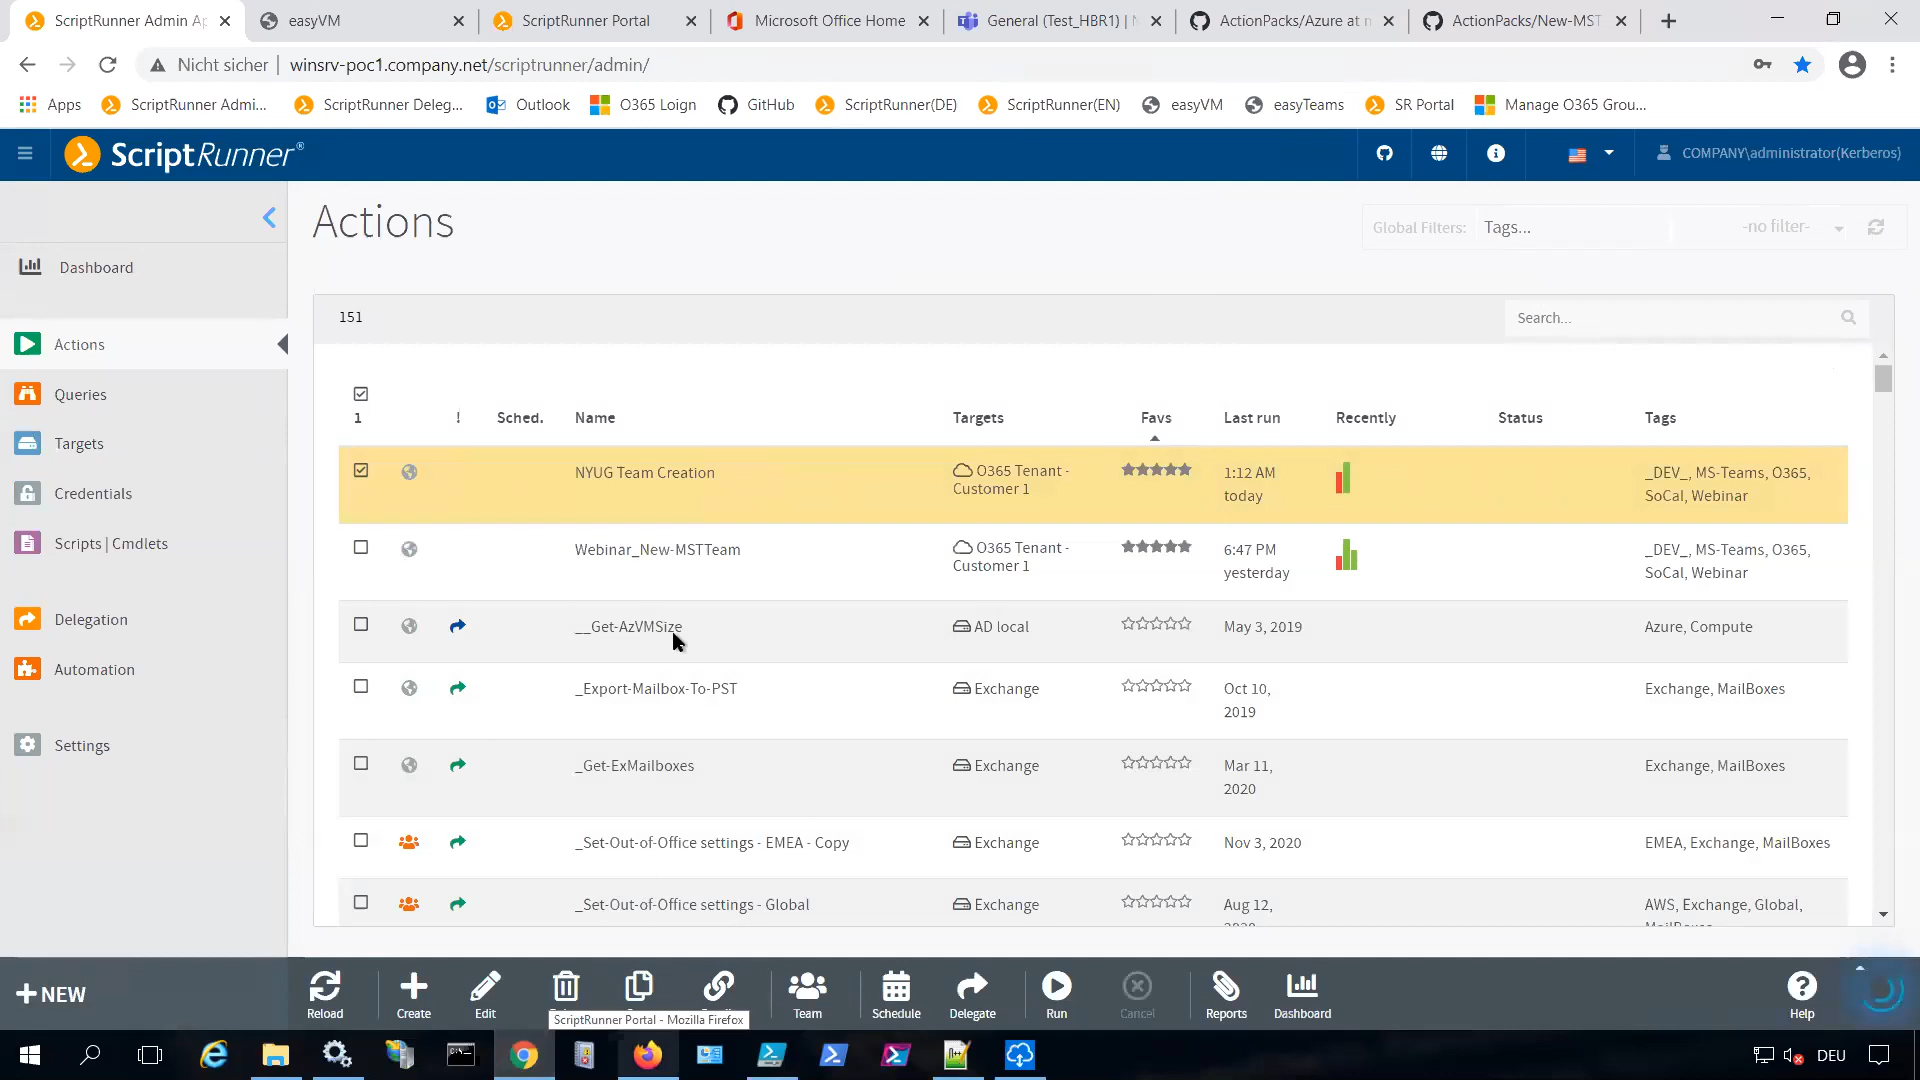 ScriptRunner Admin Ap
easyVM
ScriptRunner Portal
Microsoft Office Home
General (Test_HBR1) |
ActionPacks/Azure at
ActionPacks/New-MST
Nicht sicher
winsrv-poc1.company.net/scriptrunner/admin/
Apps
ScriptRunner Admi...
ScriptRunner Deleg...
Outlook
O365 Loign
GitHub
ScriptRunner(DE)
ScriptRunner(EN)
easyVM
easyTeams
SR Portal
Manage O365 Grou...
ScriptRunner®
COMPANY\administrator(Kerberos)
Actions
Global Filters:
Tags...
-no filter-
Dashboard
Actions
Queries
Targets
Credentials
Scripts | Cmdlets
Delegation
Automation
Settings
151
Search...
1
!
Sched.
Name
Targets
Favs
Last run
Recently
Status
Tags
NYUG Team Creation
O365 Tenant -
Customer 1
1:12 AM
today
_DEV_, MS-Teams, O365,
SoCal, Webinar
Webinar_New-MSTTeam
O365 Tenant -
Customer 1
6:47 PM
yesterday
_DEV_, MS-Teams, O365,
SoCal, Webinar
__Get-AzVMSize
AD local
May 3, 2019
Azure, Compute
_Export-Mailbox-To-PST
Exchange
Oct 10,
2019
Exchange, MailBoxes
_Get-ExMailboxes
Exchange
Mar 11,
2020
Exchange, MailBoxes
_Set-Out-of-Office settings - EMEA - Copy
Exchange
Nov 3, 2020
EMEA, Exchange, MailBoxes
_Set-Out-of-Office settings - Global
Exchange
Aug 12,
AWS, Exchange, Global,
NEW
Reload
Create
Edit
Team
Schedule
Delegate
Run
Cancel
Reports
Dashboard
Help
ScriptRunner Portal - Mozilla Firefox
DEU